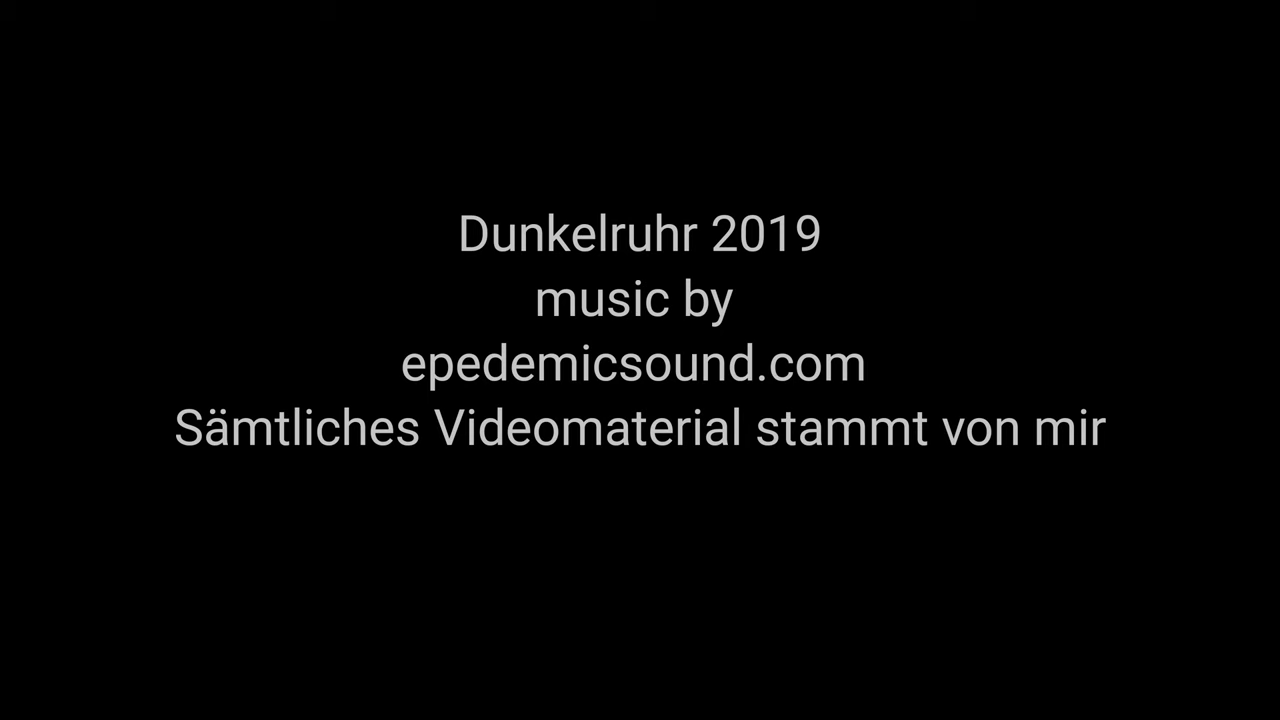 Dunkelruhr 2019
music by
epedemicsound.com
Sämtliches Videomaterial stammt von mir